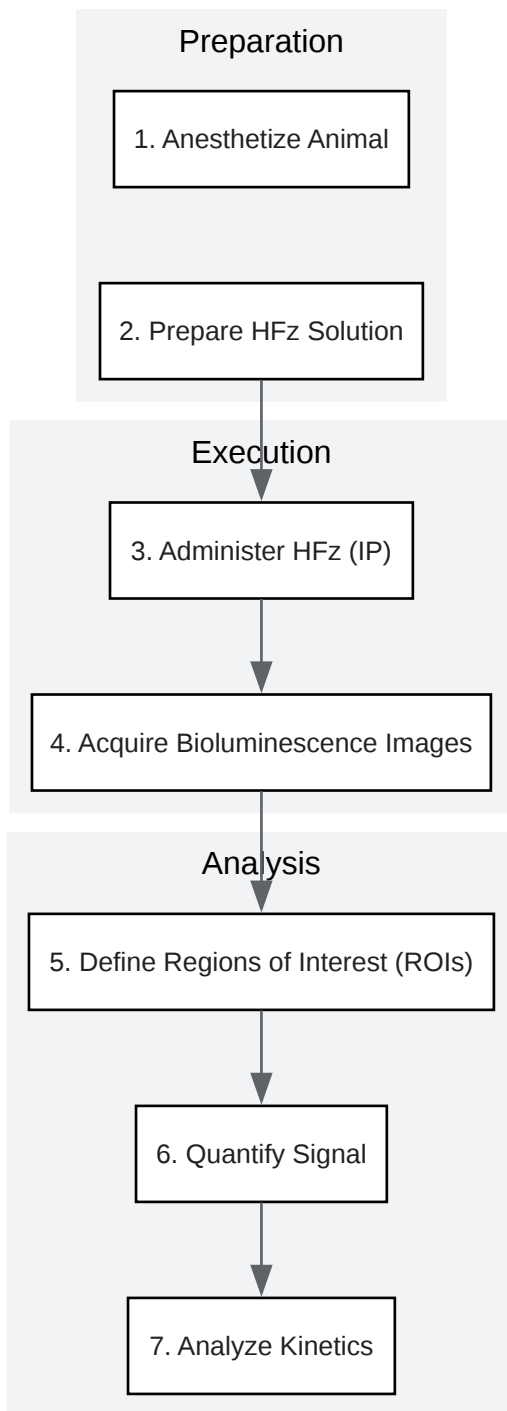 Preparation
1. Anesthetize Animal
2. Prepare HFz Solution
Execution
3. Administer HFz (IP)
4. Acquire Bioluminescence Images
Analysis
5. Define Regions of Interest (ROIs)
6. Quantify Signal
7. Analyze Kinetics